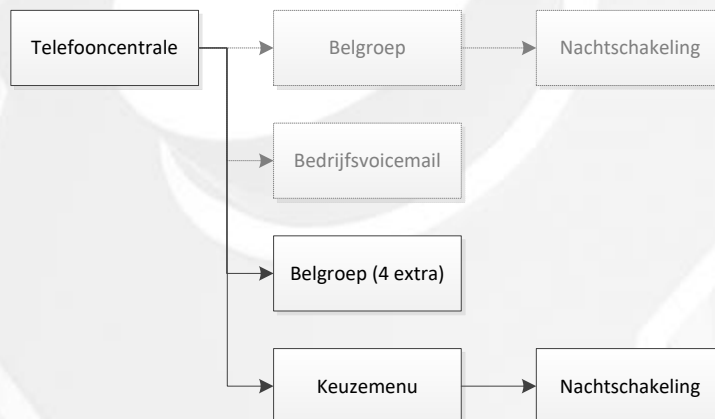 Telefooncentrale
Belgroep
Nachtschakeling
Bedrijfsvoicemail
Belgroep (4 extra)
Keuzemenu
Nachtschakeling